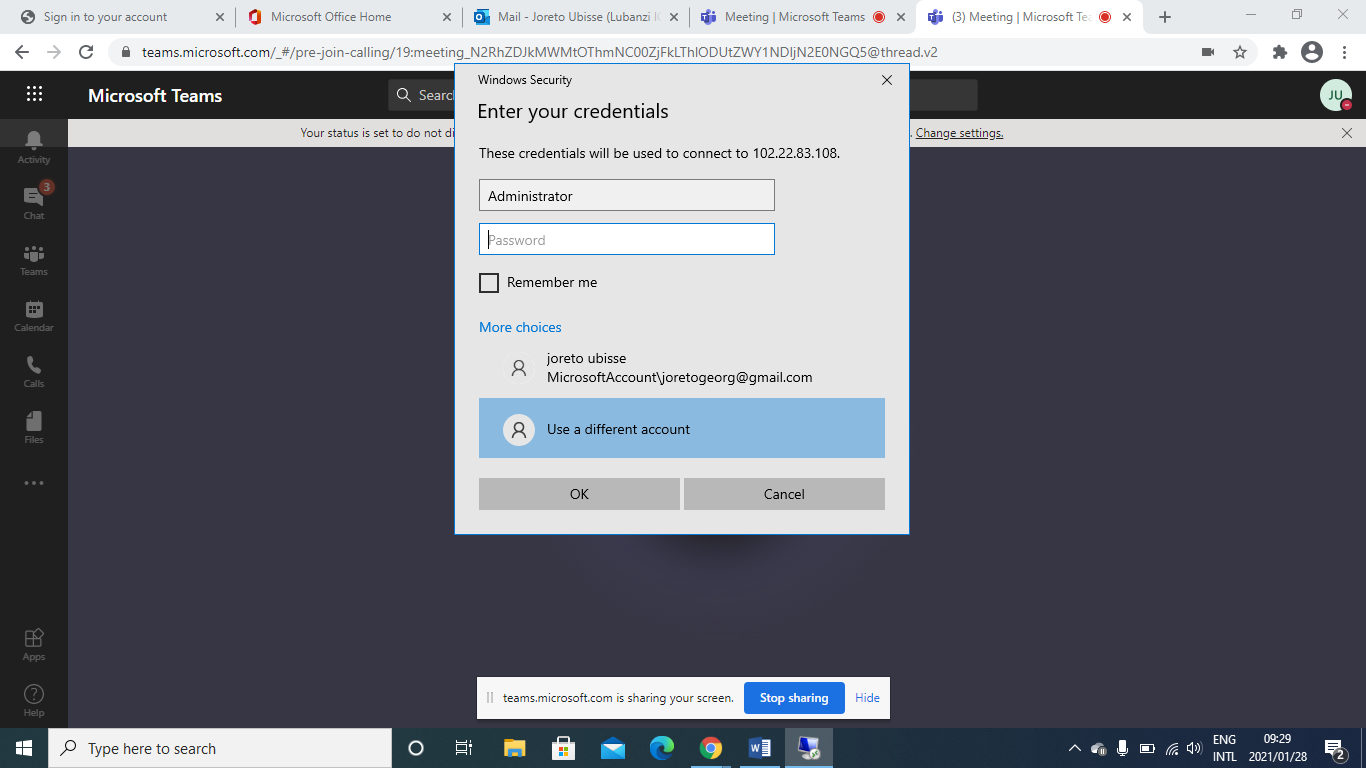 Sign in to your account
Microsoft Office Home
Mail - Joreto Ubisse (Lubanzi I
Meeting | Microsoft Teams
(3) Meeting | Microsoft Te
teams.microsoft.com/_#/pre-join-calling/19:meeting_N2RhZDJkMWMtOThmNC00ZjFkLThlODUtZWY1NDljN2E0NGQ5@thread.v2
Microsoft Teams
Searc
JU
Your status is set to do not di
. Change settings.
Activity
3
Chat
Teams
Calendar
Calls
Files
Apps
Help
Windows Security
Enter your credentials
These credentials will be used to connect to 102.22.83.108.
Administrator
Password
Remember me
More choices
joreto ubisse
MicrosoftAccount\joretogeorg@gmail.com
Use a different account
OK
Cancel
teams.microsoft.com is sharing your screen.
Stop sharing
Hide
Type here to search
ENG
INTL
09:29
2021/01/28
2